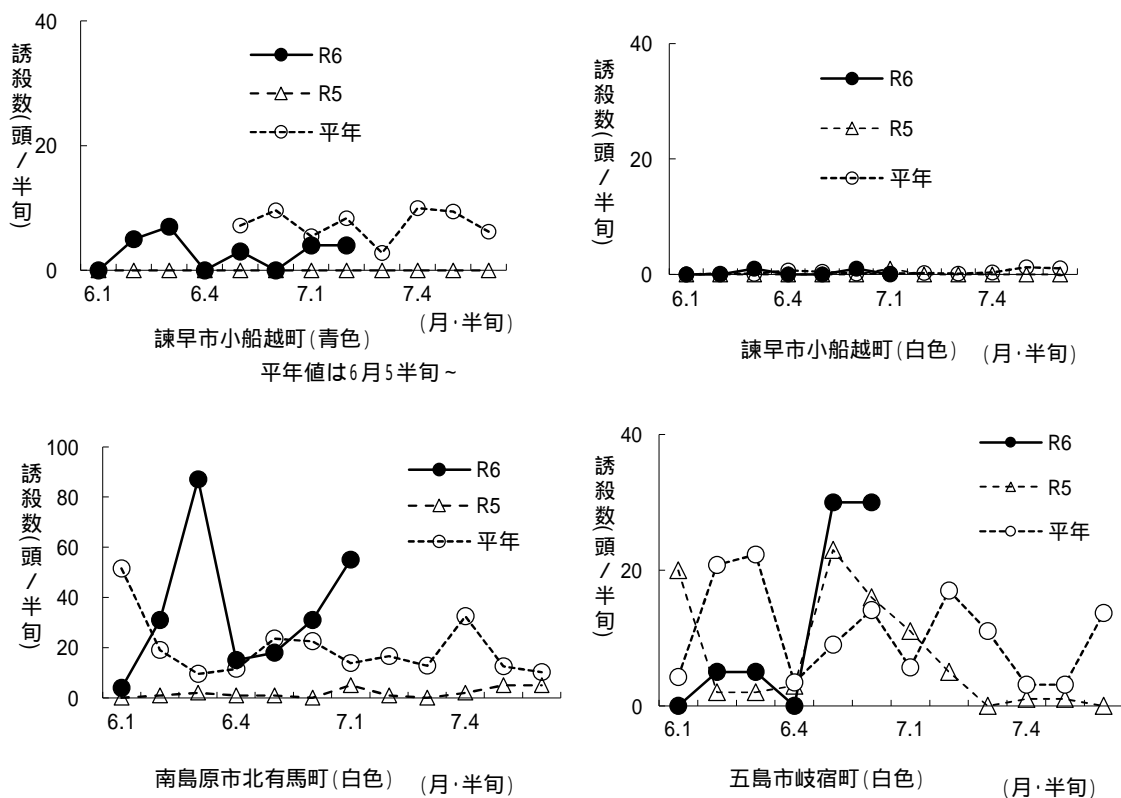 誘殺数(頭/半旬)
40
20
0
R6
R5
平年
6.1
6.4
7.1
7.4
(月・半旬)
諫早市小船越町(青色)
平年値は6月5半旬~
誘殺数(頭/半旬)
40
20
0
R6
R5
平年
6.1
6.4
7.1
7.4
諫早市小船越町(白色)
(月・半旬)
誘殺数(頭/半旬)
100
80
60
40
20
0
R6
R5
平年
6.1
6.4
7.1
7.4
南島原市北有馬町(白色)
(月・半旬)
誘殺数(頭/半旬)
40
20
0
R6
R5
平年
6.1
6.4
7.1
7.4
五島市岐宿町(白色)
(月・半旬)